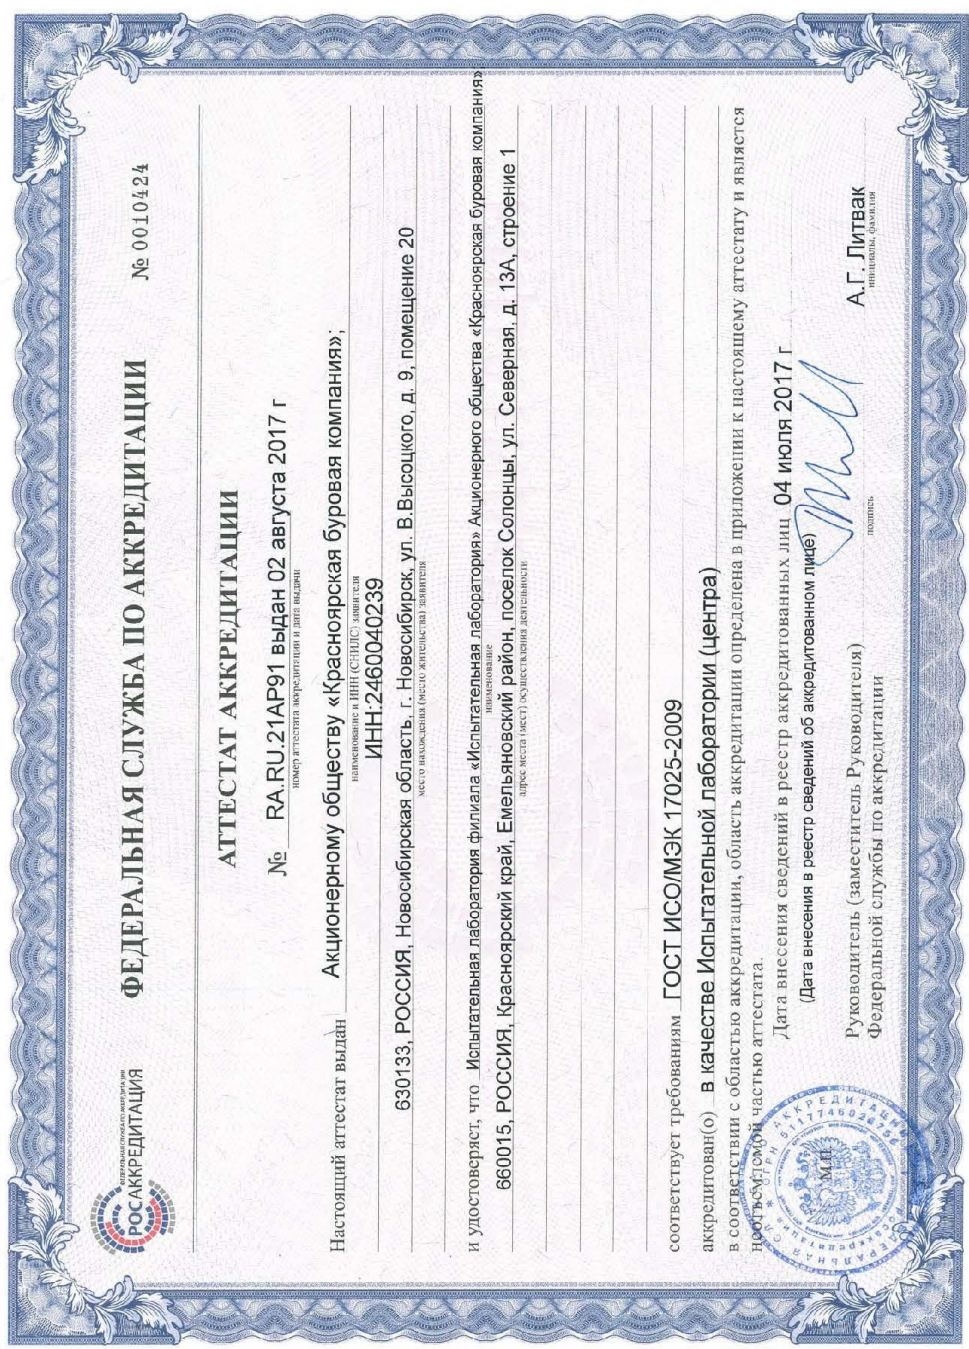 ФЕДЕРАЛЬНАЯ СЛУЖБА ПО АККРЕДИТАЦИИ
РОСАККРЕДИТАЦИЯ
ФЕДЕРАЛЬНАЯ СЛУЖБА ПО АККРЕДИТАЦИИ
№ 0010424
АТТЕСТАТ АККРЕДИТАЦИИ
№ RA.RU.21АР91 выдан 02 августа 2017 г
номер аттестата аккредитации и дата выдачи
Настоящий аттестат выдан Акционерному обществу «Красноярская буровая компания»;
наименование и ИНН (СНИЛС) заявителя
ИНН:2460040239
630133, РОССИЯ, Новосибирская область, г. Новосибирск, ул. В.Высоцкого, д. 9, помещение 20
место нахождения (место жительства) заявителя
и удостоверяет, что Испытательная лаборатория филиала «Испытательная лаборатория» Акционерного общества «Красноярская буровая компания»
наименование
660015, РОССИЯ, Красноярский край, Емельяновский район, поселок Солонцы, ул. Северная, д. 13А, строение 1
адрес места (мест) осуществления деятельности
соответствует требованиям ГОСТ ИСО/МЭК 17025-2009
аккредитован(о) в качестве Испытательной лаборатории (центра)
в соответствии с областью аккредитации, область аккредитации определена в приложении к настоящему аттестату и является
неотъемлемой частью аттестата.
Дата внесения сведений в реестр аккредитованных лиц 04 июля 2017 г
(Дата внесения в реестр сведений об аккредитованном лице)
Руководитель (заместитель Руководителя)
Федеральной службы по аккредитации
М.П.
подпись
А.Г. Литвак
инициалы, фамилия